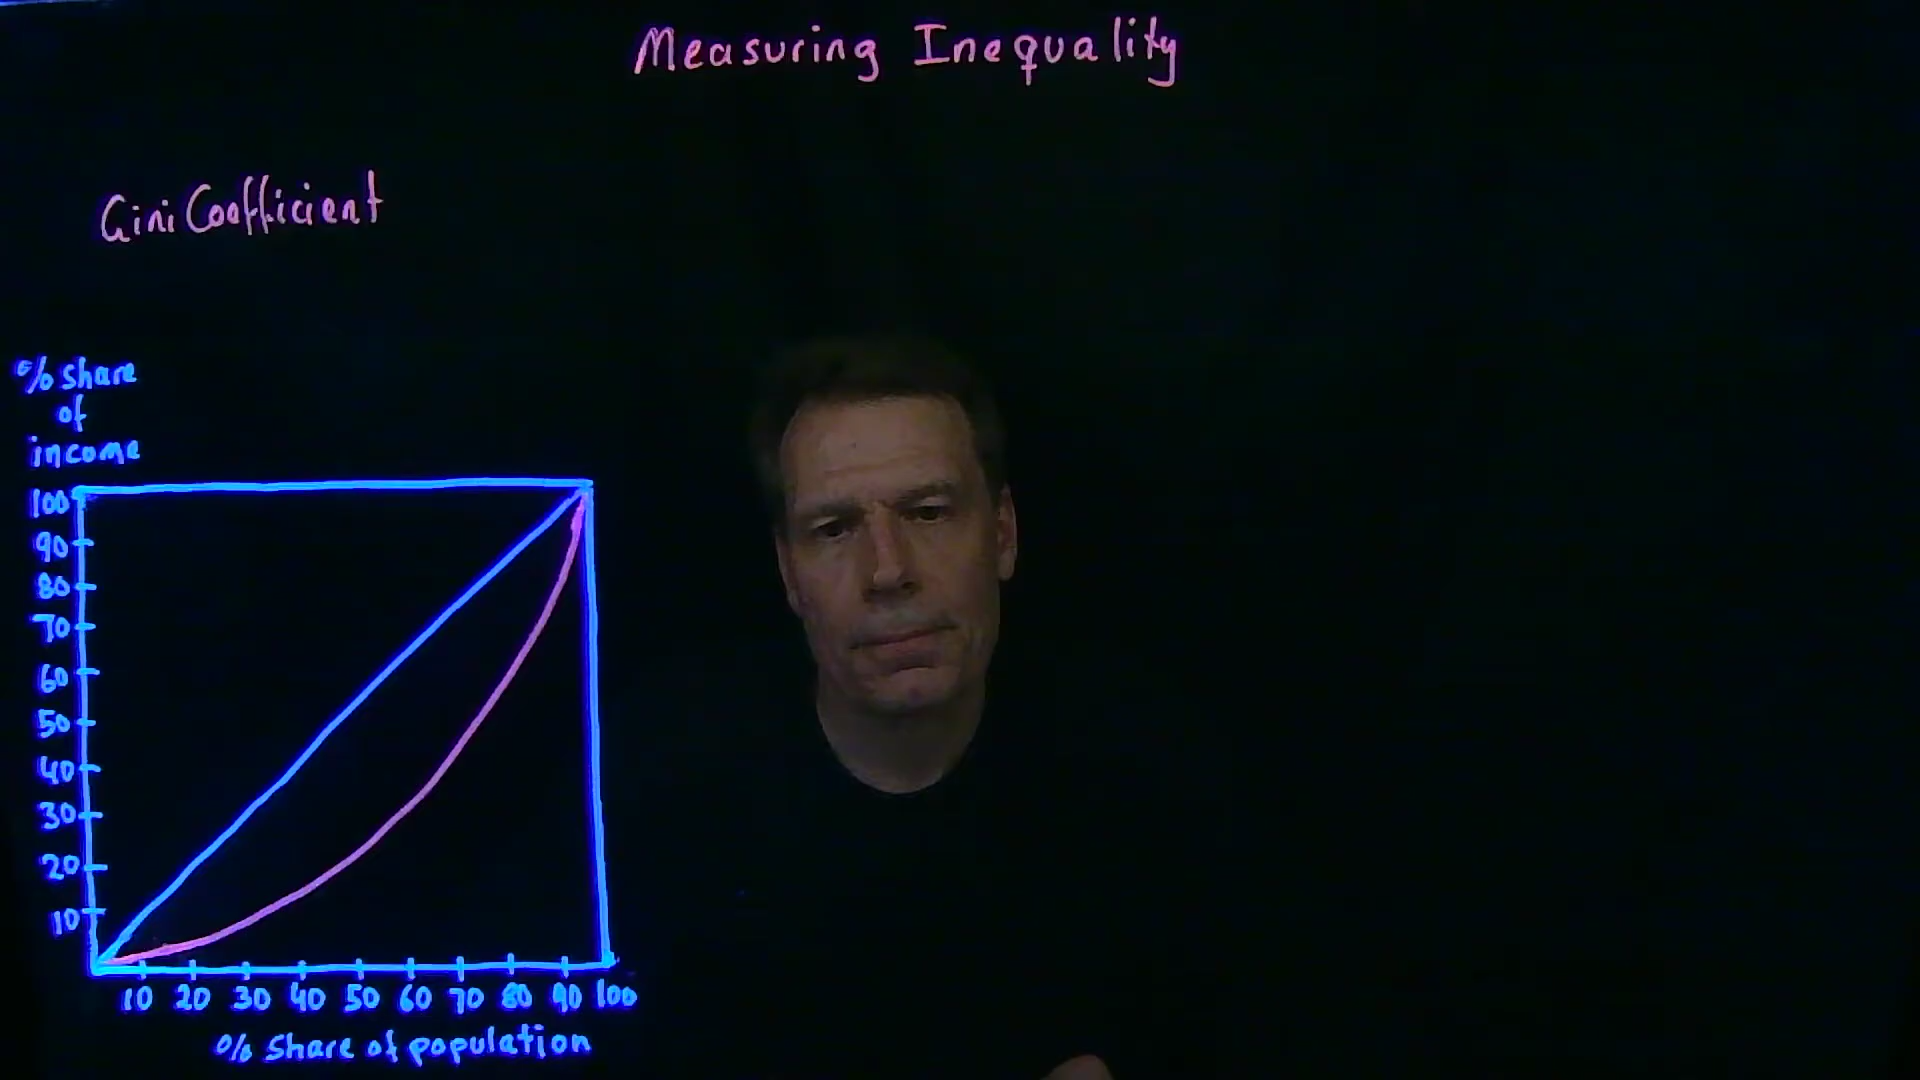 Measuring Inequality
Gini Coefficient
% share
of
income
100
90
80
70
60
50
40
30
20
10
10 20 30 40 50 60 70 80 90 100
% share of population